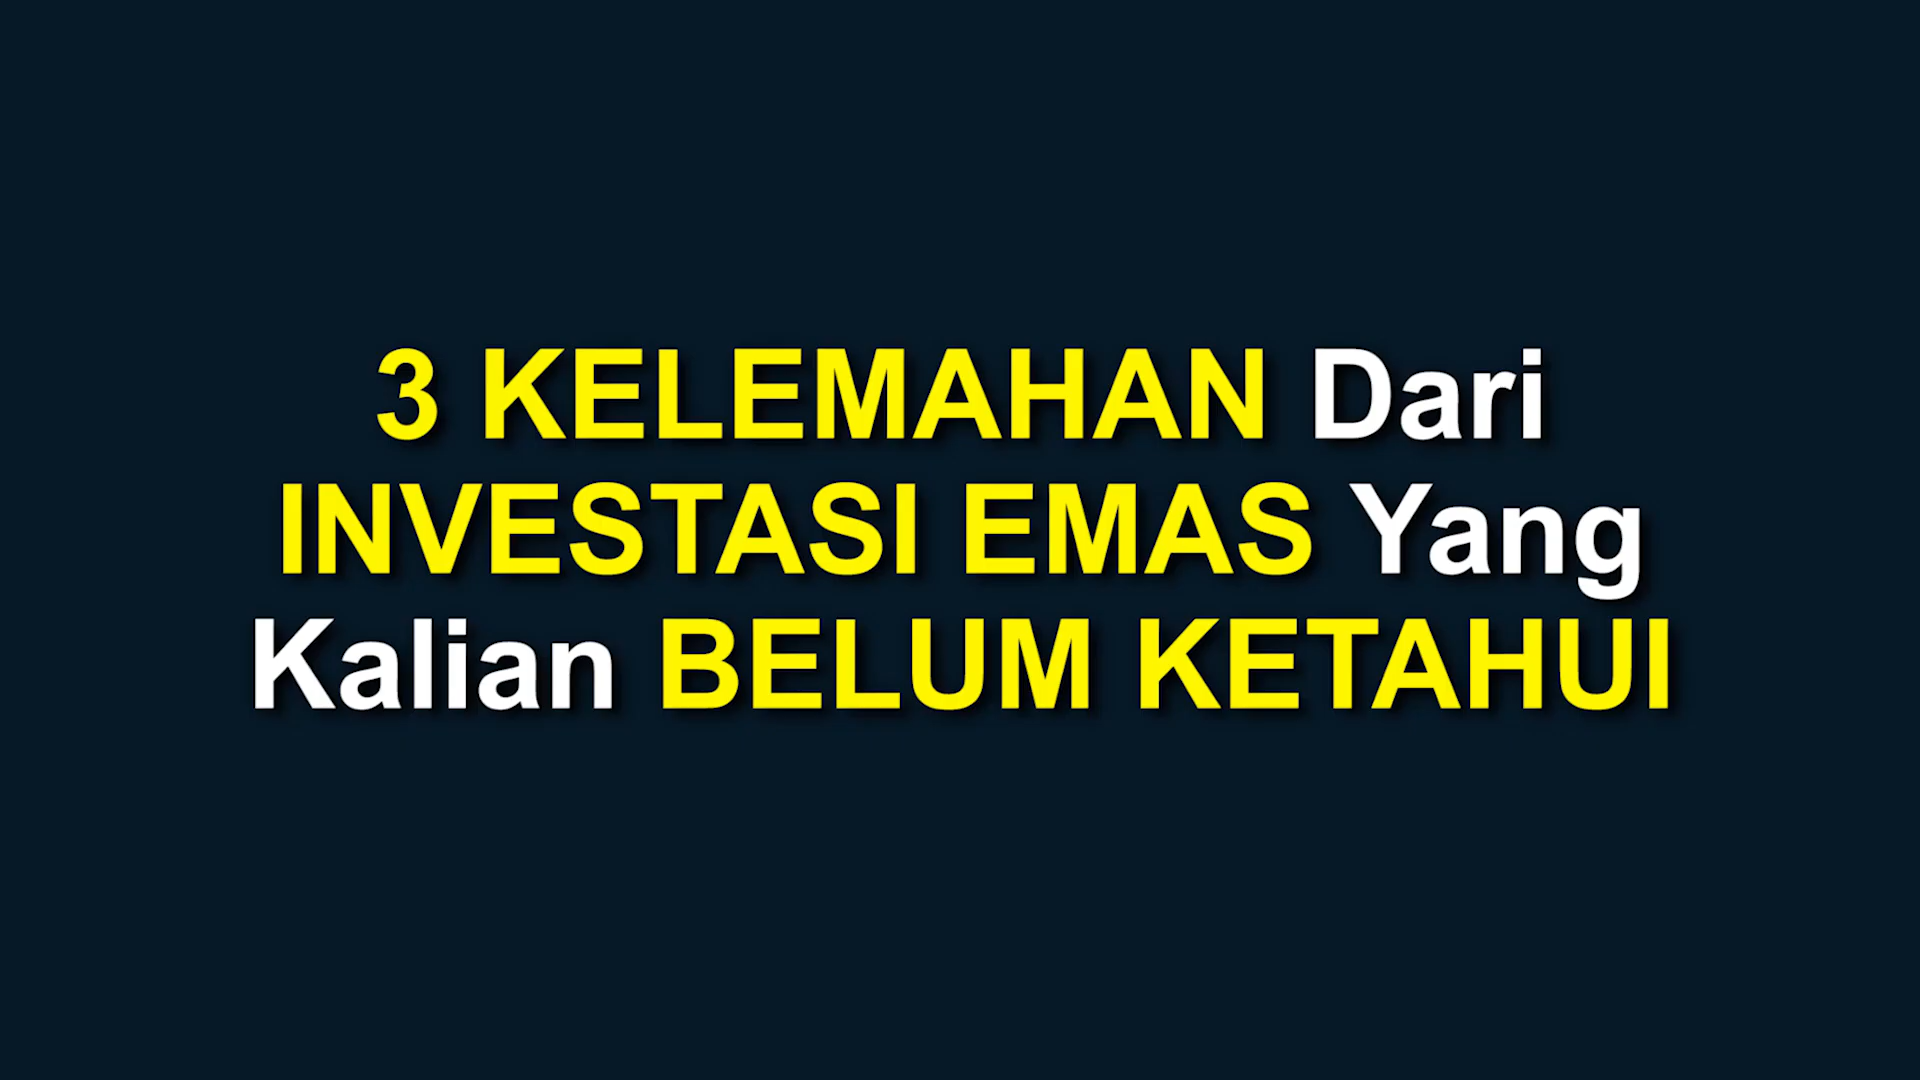 3 KELEMAHAN Dari
INVESTASI EMAS Yang
Kalian BELUM KETAHUI